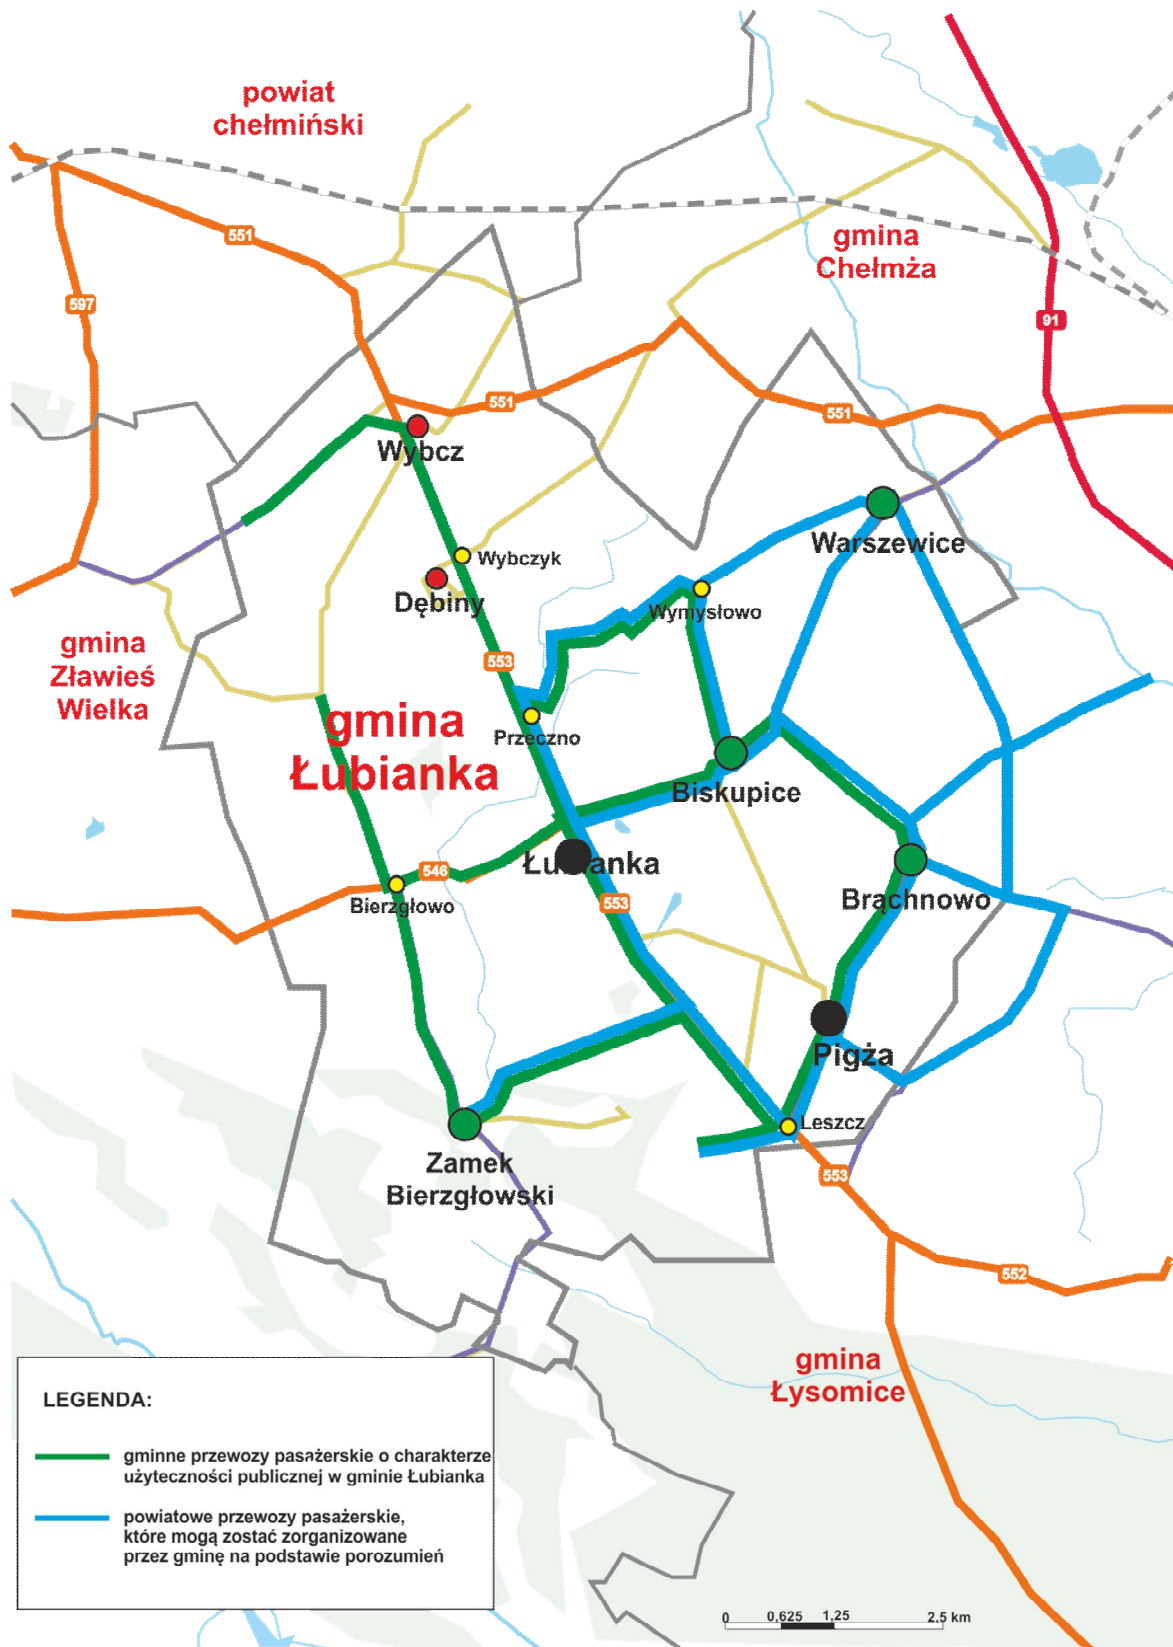 powiat
chełmiński
551
gmina
Chełmża
597
91
551
551
Wybcz
Warszewice
Wybczyk
Dębiny
Wymysłowo
gmina
Zławieś
Wielka
553
gmina
Łubianka
Przeczno
Biskupice
Łubianka
546
Brąchnowo
553
Bierzgłowo
Pigża
Leszcz
Zamek
Bierzgłowski
553
552
gmina
Łysomice
LEGENDA:
gminne przewozy pasażerskie o charakterze
użyteczności publicznej w gminie Łubianka
powiatowe przewozy pasażerskie,
które mogą zostać zorganizowane
przez gminę na podstawie porozumień
0 0,625 1,25 2,5 km